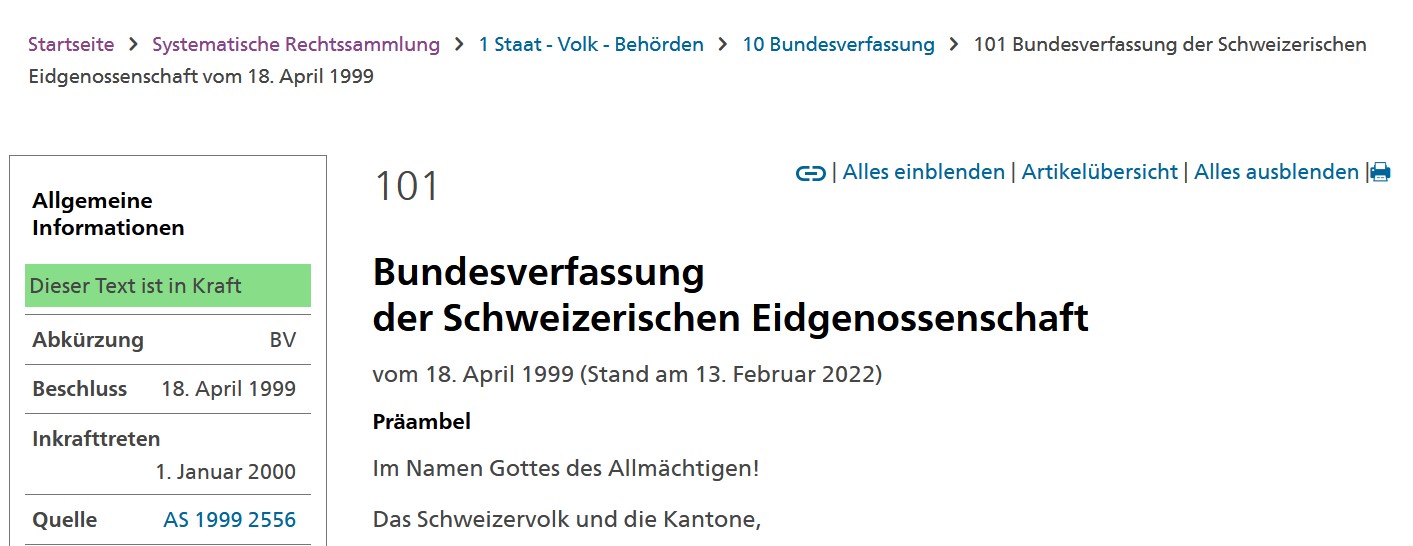 Startseite > Systematische Rechtssammlung > 1 Staat - Volk - Behörden > 10 Bundesverfassung > 101 Bundesverfassung der Schweizerischen
Eidgenossenschaft vom 18. April 1999
Allgemeine
Informationen
Dieser Text ist in Kraft
Abkürzung BV
Beschluss 18. April 1999
Inkrafttreten
1. Januar 2000
Quelle AS 1999 2556
101
| Alles einblenden | Artikelübersicht | Alles ausblenden |
Bundesverfassung
der Schweizerischen Eidgenossenschaft
vom 18. April 1999 (Stand am 13. Februar 2022)
Präambel
Im Namen Gottes des Allmächtigen!
Das Schweizervolk und die Kantone,